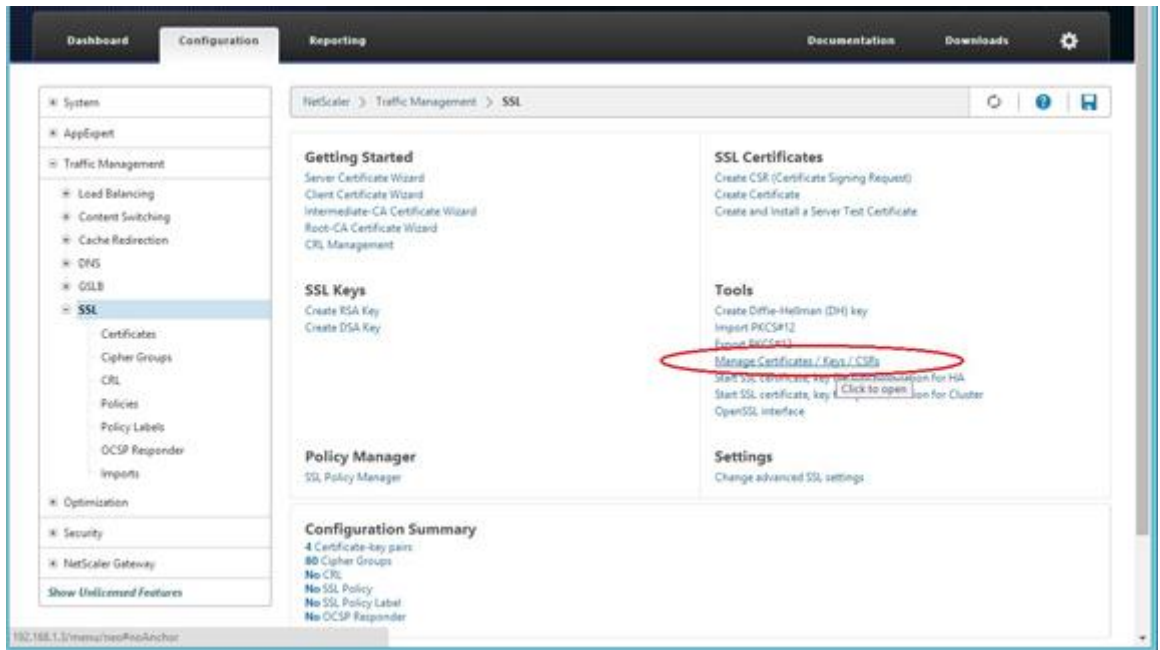 Dashboard
Configuration
Reporting
Documentation
Downloads
System
AppExpert
Traffic Management
Load Balancing
Content Switching
Cache Redirection
DNS
GSLB
SSL
Certificates
Cipher Groups
CRL
Policies
Policy Labels
OCSP Responder
Imports
Optimization
Security
NetScaler Gateway
Show Unlicensed Features
NetScaler > Traffic Management > SSL
Getting Started
Server Certificate Wizard
Client Certificate Wizard
Intermediate-CA Certificate Wizard
Root-CA Certificate Wizard
CRL Management
SSL Certificates
Create CSR (Certificate Signing Request)
Create Certificate
Create and Install a Server Test Certificate
SSL Keys
Create RSA Key
Create DSA Key
Tools
Create Diffie-Hellman (DH) key
Import PKCS#12
Export PKCS#12
Manage Certificates / Keys / CSRs
Start SSL certificate, key for HA
Click to open
Start SSL certificate, key for Cluster
OpenSSL interface
Policy Manager
SSL Policy Manager
Settings
Change advanced SSL settings
Configuration Summary
4 Certificate-key pairs
80 Cipher Groups
No CRL
No SSL Policy
No SSL Policy Label
No OCSP Responder
192.168.1.3/menu/neo#noAnchor